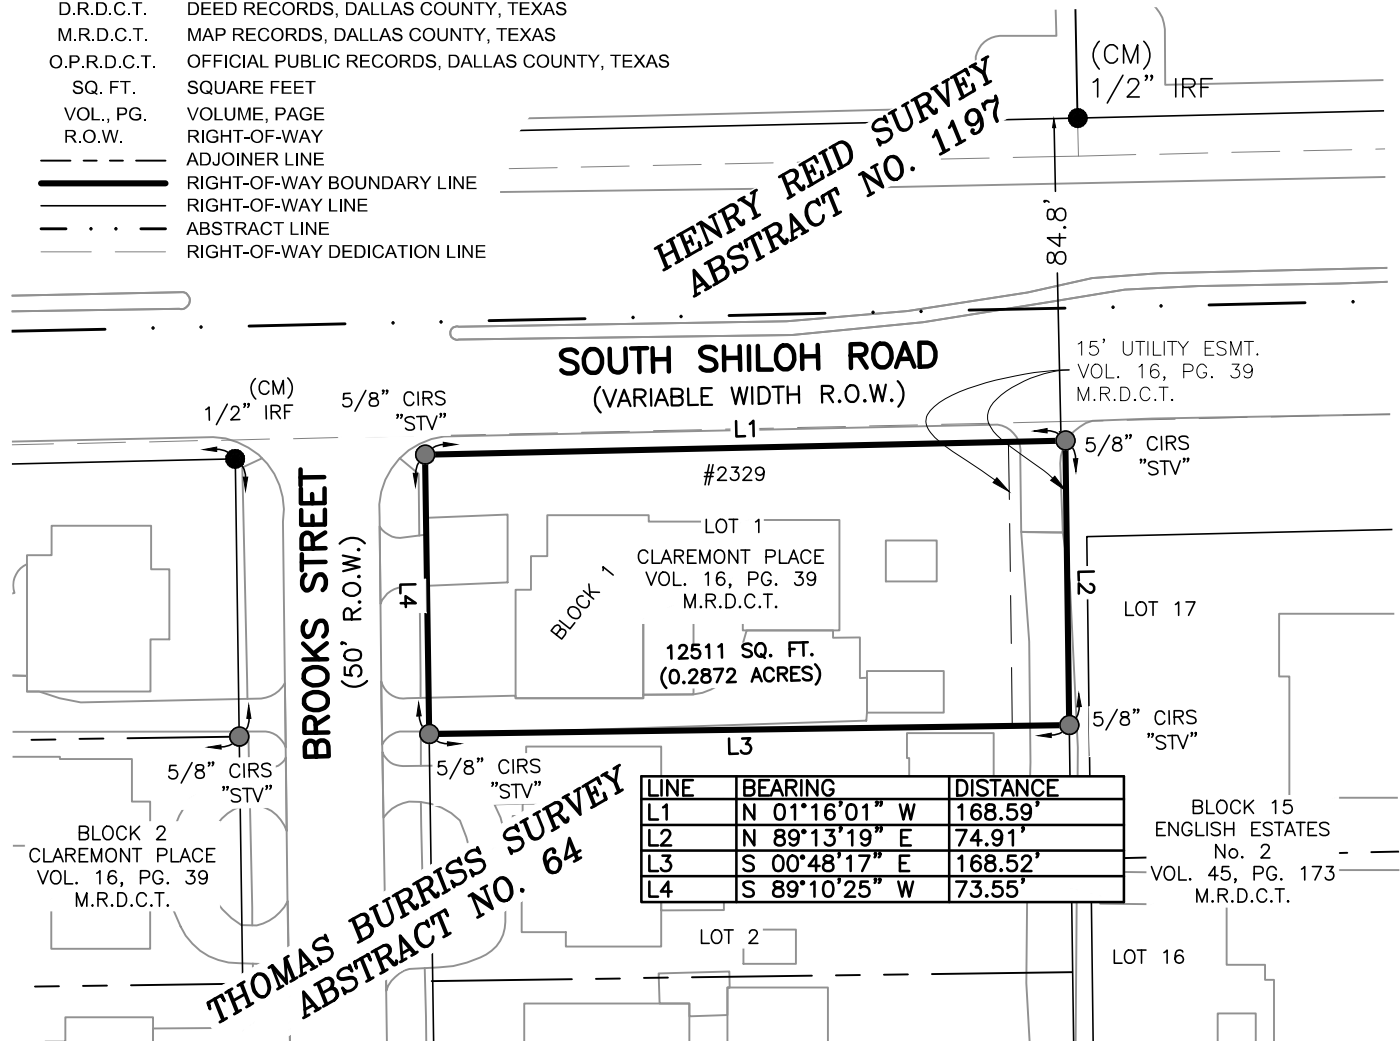 D.R.D.C.T. DEED RECORDS, DALLAS COUNTY, TEXAS
M.R.D.C.T. MAP RECORDS, DALLAS COUNTY, TEXAS
O.P.R.D.C.T. OFFICIAL PUBLIC RECORDS, DALLAS COUNTY, TEXAS
SQ. FT. SQUARE FEET
VOL., PG. VOLUME, PAGE
R.O.W. RIGHT-OF-WAY
ADJOINER LINE
RIGHT-OF-WAY BOUNDARY LINE
RIGHT-OF-WAY LINE
ABSTRACT LINE
RIGHT-OF-WAY DEDICATION LINE
(CM)
1/2" IRF
HENRY REID SURVEY
ABSTRACT NO. 1197
84.8'
SOUTH SHILOH ROAD
(VARIABLE WIDTH R.O.W.)
15' UTILITY ESMT.
VOL. 16, PG. 39
M.R.D.C.T.
(CM)
1/2" IRF
5/8" CIRS
"STV"
L1
5/8" CIRS
"STV"
#2329
LOT 1
CLAREMONT PLACE
VOL. 16, PG. 39
M.R.D.C.T.
BLOCK 1
12511 SQ. FT.
(0.2872 ACRES)
BROOKS STREET
(50' R.O.W.)
L4
L2
LOT 17
5/8" CIRS
"STV"
L3
5/8" CIRS
"STV"
5/8" CIRS
"STV"
LINE BEARING DISTANCE
L1 N 01°16'01" W 168.59'
L2 N 89°13'19" E 74.91'
L3 S 00°48'17" E 168.52'
L4 S 89°10'25" W 73.55'
BLOCK 2
CLAREMONT PLACE
VOL. 16, PG. 39
M.R.D.C.T.
THOMAS BURRISS SURVEY
ABSTRACT NO. 64
BLOCK 15
ENGLISH ESTATES
No. 2
VOL. 45, PG. 173
M.R.D.C.T.
LOT 2
LOT 16